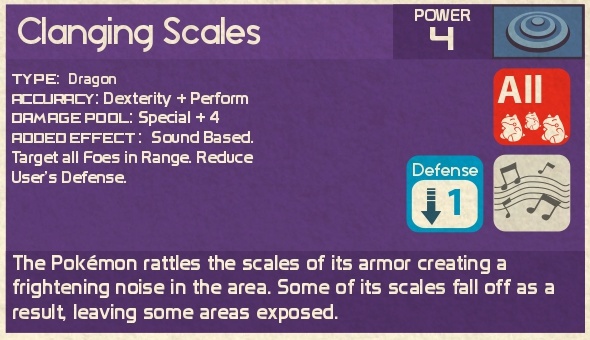 Clanging Scales
POWER
4
TYPE: Dragon
ACCURACY: Dexterity + Perform
DAMAGE POOL: Special + 4
ADDED EFFECT: Sound Based.
Target all Foes in Range. Reduce
User's Defense.
All
Defense
1
The Pokémon rattles the scales of its armor creating a
frightening noise in the area. Some of its scales fall off as a
result, leaving some areas exposed.